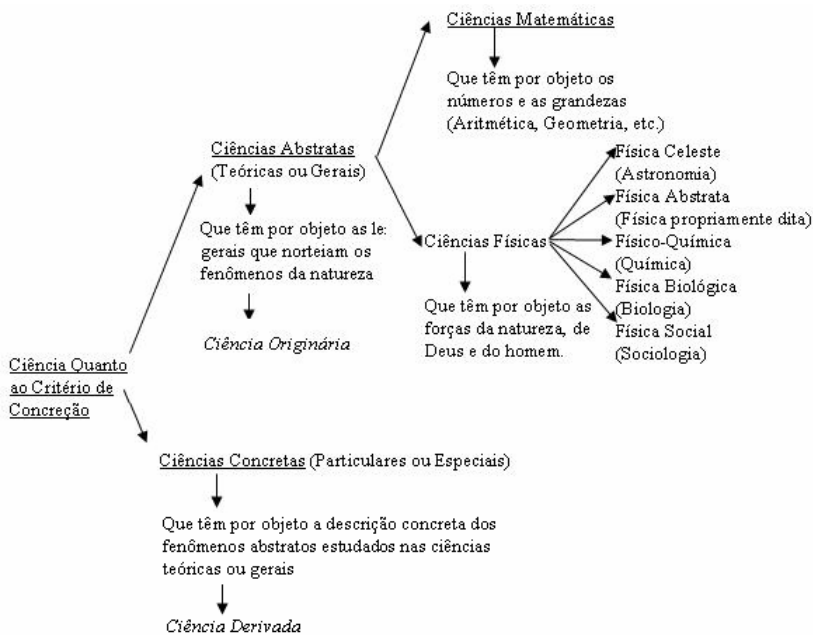 Ciências Matemáticas
Que têm por objeto os
números e as grandezas
(Aritmética, Geometria, etc.)
Ciências Abstratas
(Teóricas ou Gerais)
Que têm por objeto as le:
gerais que norteiam os
fenômenos da natureza
Ciência Originária
Ciências Físicas
Que têm por objeto as
forças da natureza, de
Deus e do homem.
Física Celeste
(Astronomia)
Física Abstrata
(Física propriamente dita)
Físico-Química
(Química)
Física Biológica
(Biologia)
Física Social
(Sociologia)
Ciência Quanto
ao Critério de
Concreção
Ciências Concretas (Particulares ou Especiais)
Que têm por objeto a descrição concreta dos
fenômenos abstratos estudados nas ciências
teóricas ou gerais
Ciência Derivada